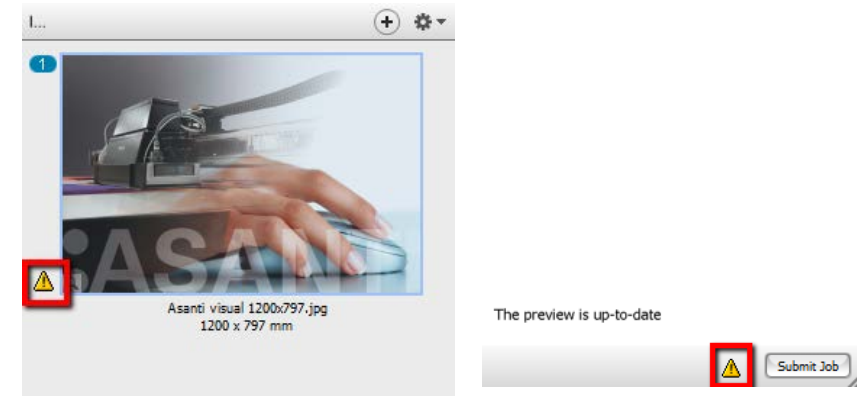 I...
1
ASANTI
Asanti visual 1200x797.jpg
1200 x 797 mm
The preview is up-to-date
Submit Job